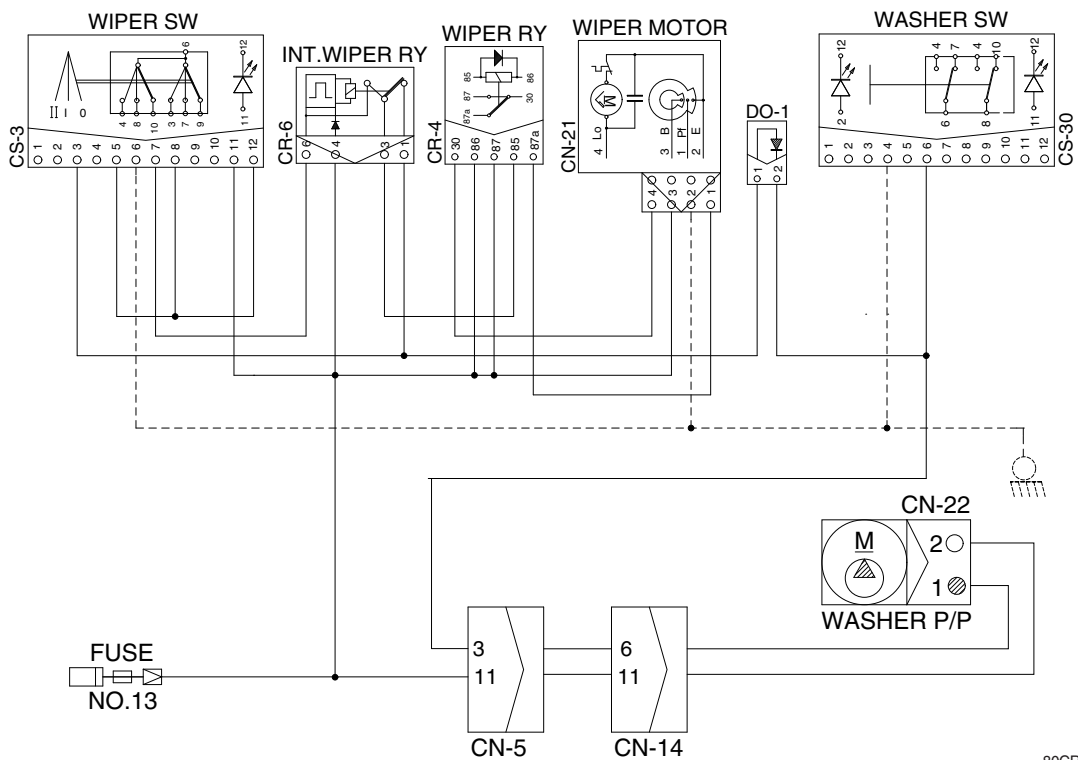 WIPER SW
INT.WIPER RY
WIPER RY
WIPER MOTOR
WASHER SW
II I O
6
4 8 10 3 7 9
12
11
CS-3
1 2 3 4 5 6 7 8 9 10 11 12
CR-6
6 4 3 1
85 86
87 30
87a
CR-4
30 86 87 85 87a
M
Lo B Pf E
4 3 1 2
CN-21
4 3 2 1
DO-1
1 2
12
2
4 7 4 10
6 8
12
11
CS-30
1 2 3 4 5 6 7 8 9 10 11 12
CN-22
M
2
1
WASHER P/P
FUSE
NO.13
3
11
CN-5
6
11
CN-14